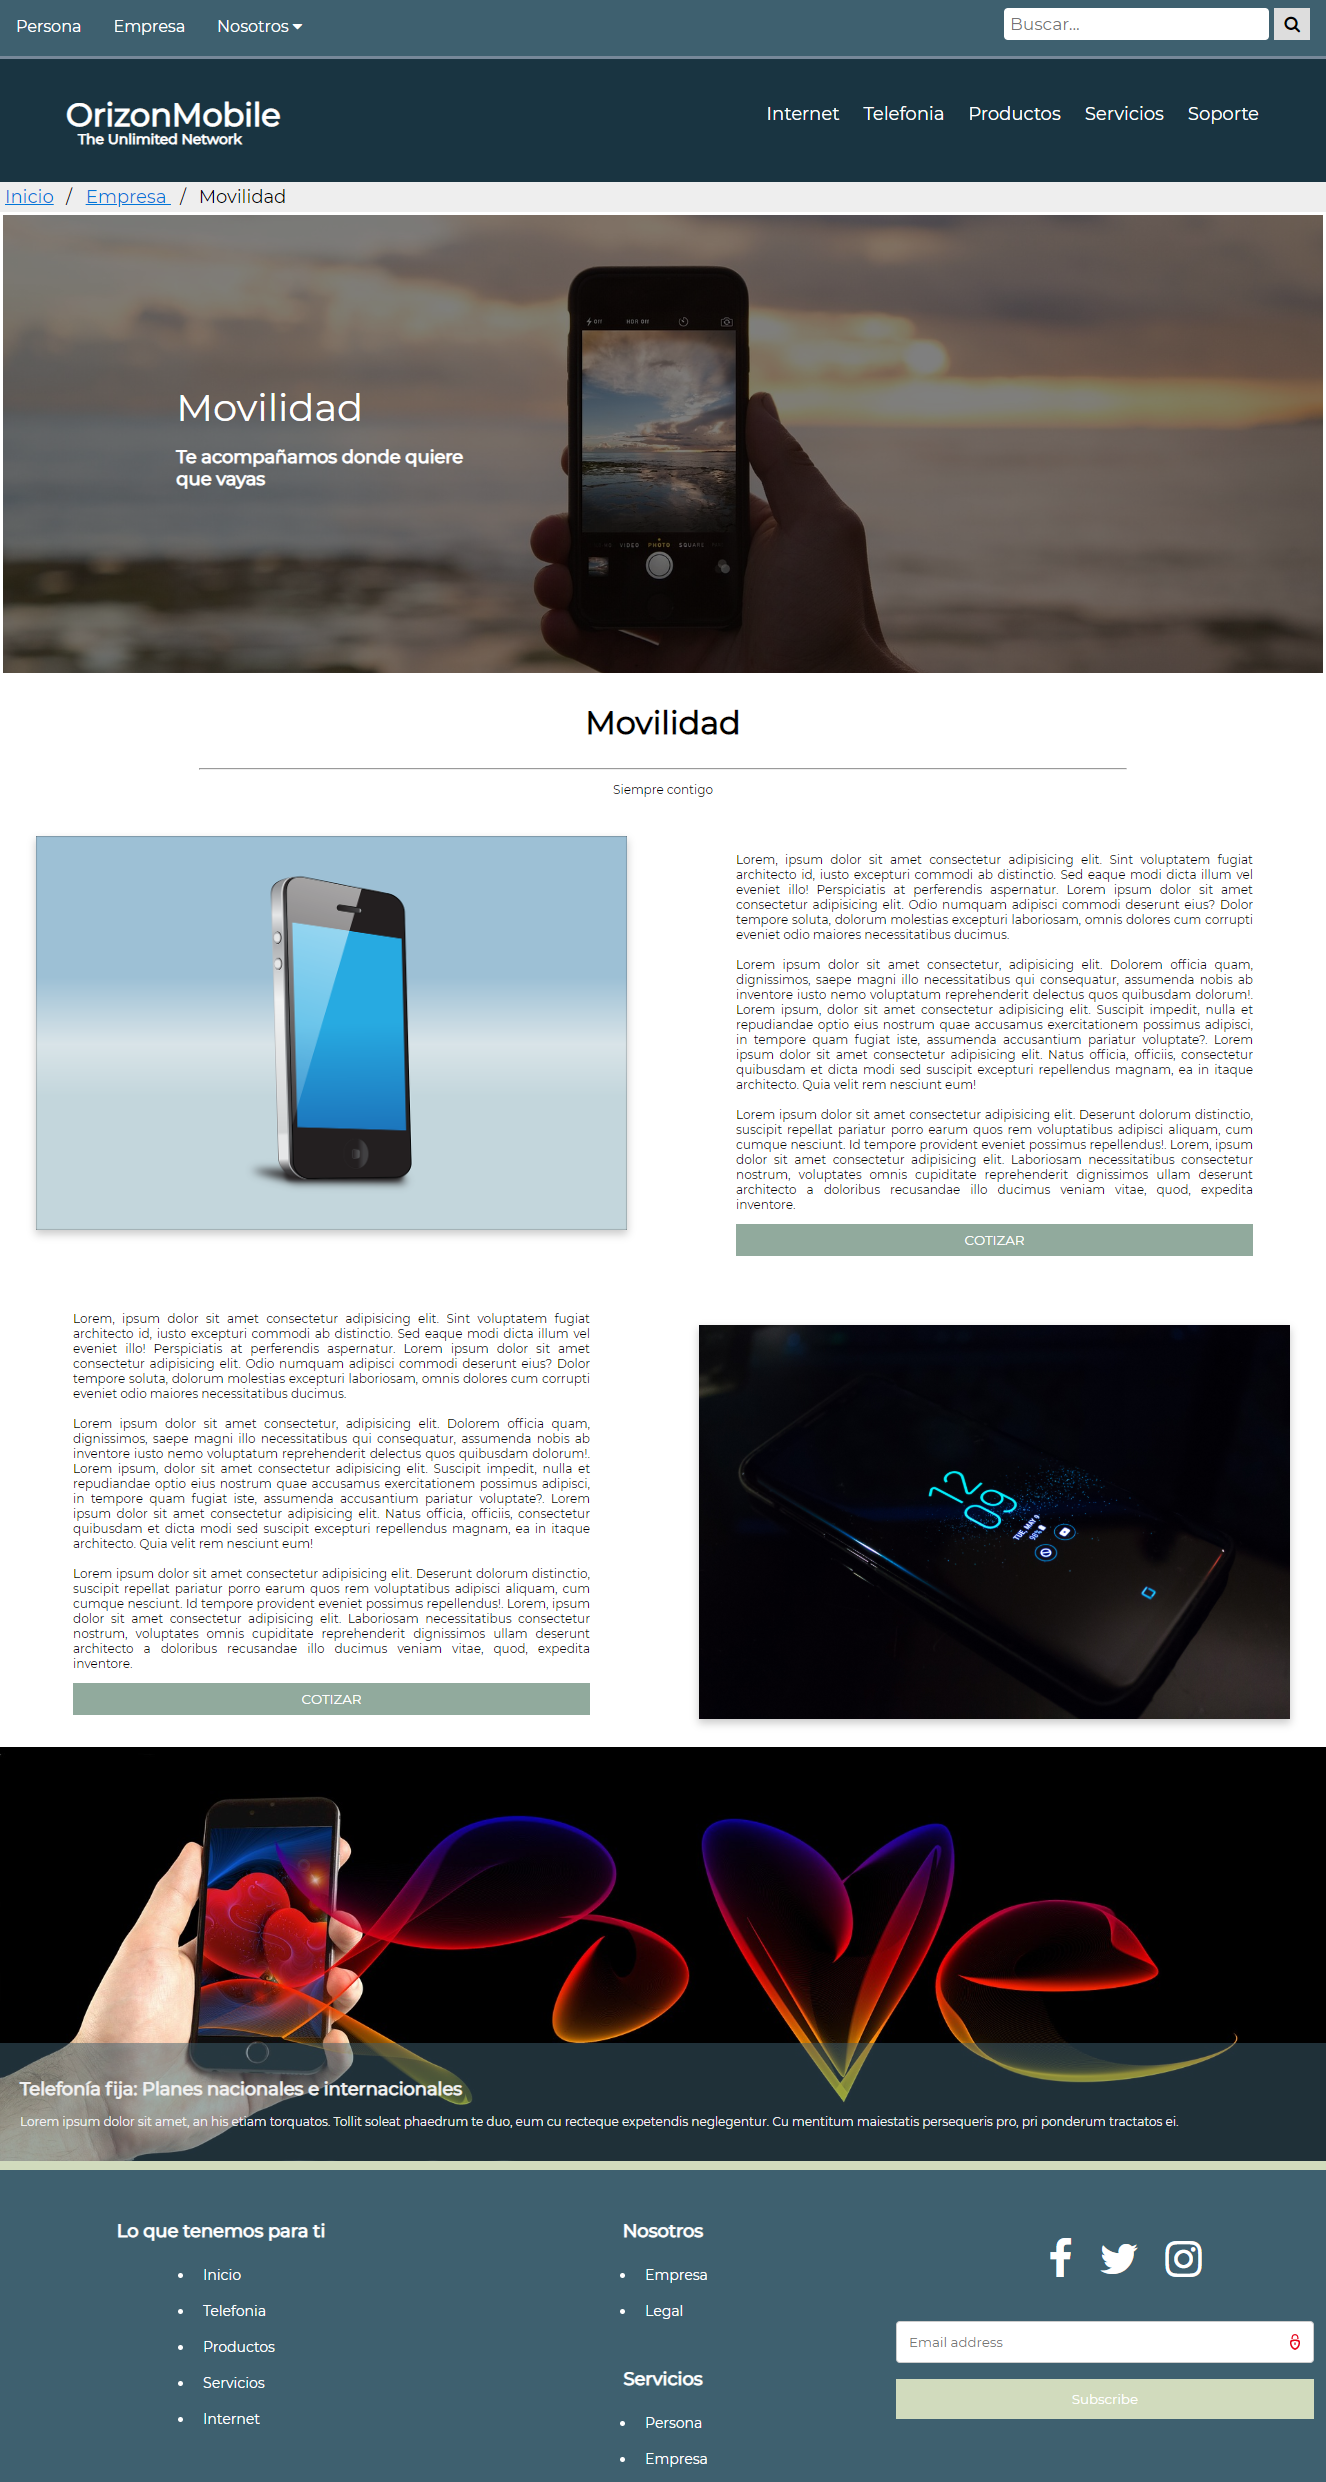 Persona Empresa Nosotros
Buscar...
OrizonMobile
The Unlimited Network
Internet Telefonia Productos Servicios Soporte
Inicio / Empresa / Movilidad
OFF HDR OFF
Movilidad
Te acompañamos donde quiere
que vayas
VIDEO PHOTO SQUARE
Movilidad
Siempre contigo
Lorem, ipsum dolor sit amet consectetur adipisicing elit. Sint voluptatem fugiat
architecto id, iusto excepturi commodi ab distinctio. Sed eaque modi dicta illum vel
eveniet illo! Perspiciatis at perferendis aspernatur. Lorem ipsum dolor sit amet
consectetur adipisicing elit. Odio numquam adipisci commodi deserunt eius? Dolor
tempore soluta, dolorum molestias excepturi laboriosam, omnis dolores cum corrupti
eveniet odio maiores necessitatibus ducimus.
Lorem ipsum dolor sit amet consectetur, adipisicing elit. Dolorem officia quam,
dignissimos, saepe magni illo necessitatibus qui consequatur, assumenda nobis ab
inventore iusto nemo voluptatum reprehenderit delectus quos quibusdam dolorum!.
Lorem ipsum, dolor sit amet consectetur adipisicing elit. Suscipit impedit, nulla et
repudiandae optio eius nostrum quae accusamus exercitationem possimus adipisci,
in tempore quam fugiat iste, assumenda accusantium pariatur voluptate?. Lorem
ipsum dolor sit amet consectetur adipisicing elit. Natus officia, officiis, consectetur
quibusdam et dicta modi sed suscipit excepturi repellendus magnam, ea in itaque
architecto. Quia velit rem nesciunt eum!
Lorem ipsum dolor sit amet consectetur adipisicing elit. Deserunt dolorum distinctio,
suscipit repellat pariatur porro earum quos rem voluptatibus adipisci aliquam, cum
cumque nesciunt. Id tempore provident eveniet possimus repellendus!. Lorem, ipsum
dolor sit amet consectetur adipisicing elit. Laboriosam necessitatibus consectetur
nostrum, voluptates omnis cupiditate reprehenderit dignissimos ullam deserunt
architecto a doloribus recusandae illo ducimus veniam vitae, quod, expedita
inventore.
COTIZAR
Lorem, ipsum dolor sit amet consectetur adipisicing elit. Sint voluptatem fugiat
architecto id, iusto excepturi commodi ab distinctio. Sed eaque modi dicta illum vel
eveniet illo! Perspiciatis at perferendis aspernatur. Lorem ipsum dolor sit amet
consectetur adipisicing elit. Odio numquam adipisci commodi deserunt eius? Dolor
tempore soluta, dolorum molestias excepturi laboriosam, omnis dolores cum corrupti
eveniet odio maiores necessitatibus ducimus.
Lorem ipsum dolor sit amet consectetur, adipisicing elit. Dolorem officia quam,
dignissimos, saepe magni illo necessitatibus qui consequatur, assumenda nobis ab
inventore iusto nemo voluptatum reprehenderit delectus quos quibusdam dolorum!.
Lorem ipsum, dolor sit amet consectetur adipisicing elit. Suscipit impedit, nulla et
repudiandae optio eius nostrum quae accusamus exercitationem possimus adipisci,
in tempore quam fugiat iste, assumenda accusantium pariatur voluptate?. Lorem
ipsum dolor sit amet consectetur adipisicing elit. Natus officia, officiis, consectetur
quibusdam et dicta modi sed suscipit excepturi repellendus magnam, ea in itaque
architecto. Quia velit rem nesciunt eum!
Lorem ipsum dolor sit amet consectetur adipisicing elit. Deserunt dolorum distinctio,
suscipit repellat pariatur porro earum quos rem voluptatibus adipisci aliquam, cum
cumque nesciunt. Id tempore provident eveniet possimus repellendus!. Lorem, ipsum
dolor sit amet consectetur adipisicing elit. Laboriosam necessitatibus consectetur
nostrum, voluptates omnis cupiditate reprehenderit dignissimos ullam deserunt
architecto a doloribus recusandae illo ducimus veniam vitae, quod, expedita
inventore.
COTIZAR
12
09
TUE, MAY 9
Telefonía fija: Planes nacionales e internacionales
Lorem ipsum dolor sit amet, an his etiam torquatos. Tollit soleat phaedrum te duo, eum cu recteque expetendis neglegentur. Cu mentitum maiestatis persequeris pro, pri ponderum tractatos ei.
Lo que tenemos para ti
Inicio
Telefonia
Productos
Servicios
Internet
Nosotros
Empresa
Legal
Servicios
Persona
Empresa
Email address
Subscribe